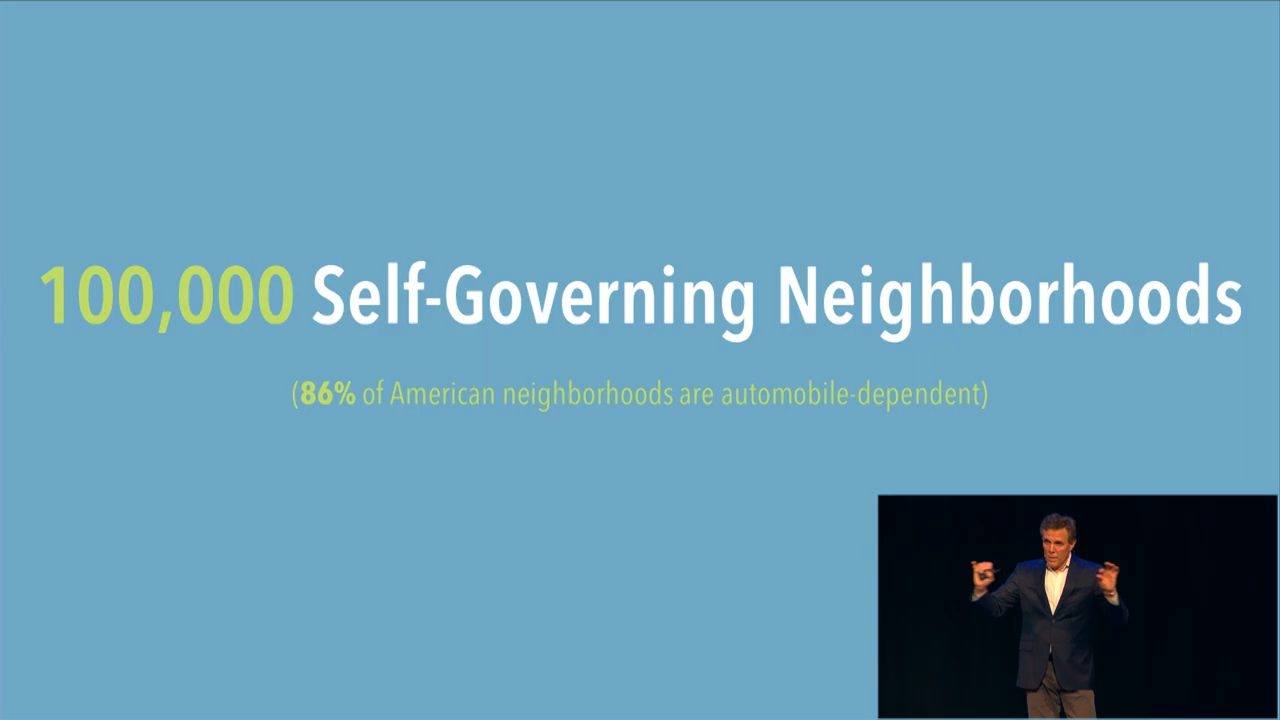 100,000 Self-Governing Neighborhoods
(86% of American neighborhoods are automobile-dependent)